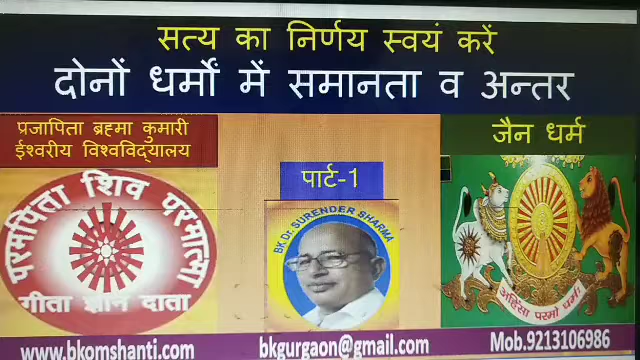 सत्य का निर्णय स्वयं करें
दोनों धर्मों में समानता व अन्तर
प्रजापिता ब्रह्मा कुमारी
ईश्वरीय विश्वविद्यालय
परमपिता शिव परमात्मा
गीता ज्ञान दाता
पार्ट-1
BK Dr. SURENDER SHARMA
जैन धर्म
अहिंसा परमो धर्मः
www.bkomshanti.com
bkgurgaon@gmail.com
Mob.9213106986